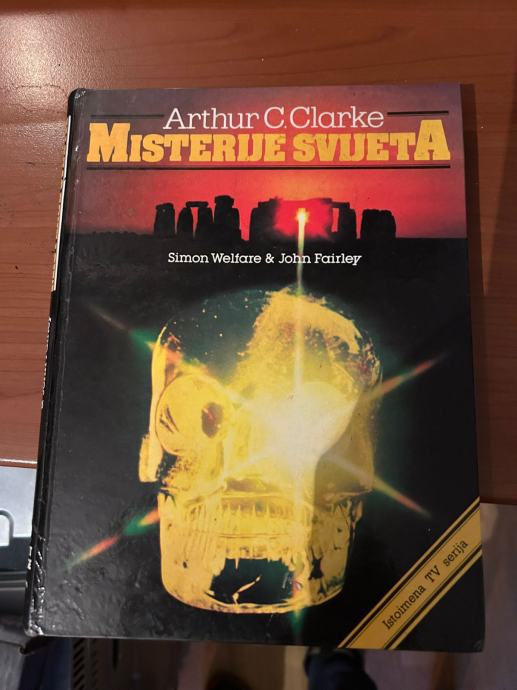 Arthur C. Clarke
MISTERIJE SVIJETA
Simon Welfare & John Fairley
Istoimena TV serija